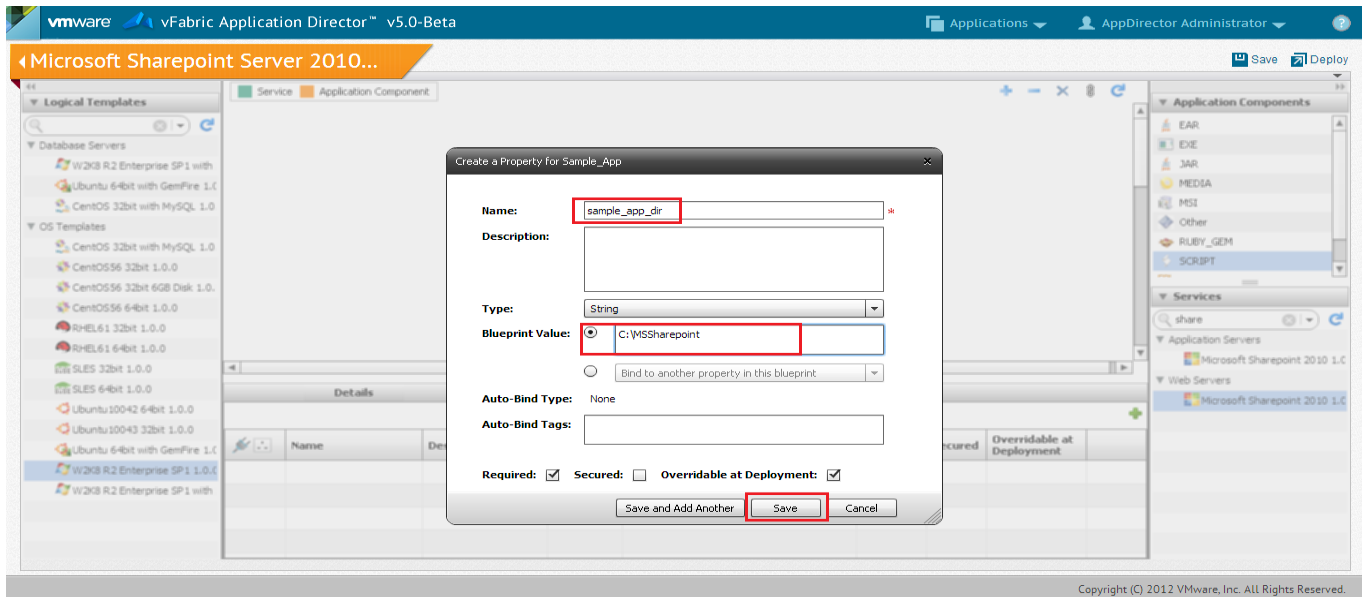 vmware vFabric Application Director™ v5.0-Beta
Applications
AppDirector Administrator
?
Microsoft Sharepoint Server 2010...
Save
Deploy
Logical Templates
Database Servers
W2K8 R2 Enterprise SP1 with
Ubuntu 64bit with GemFire 1.0
CentOS 32bit with MySQL 1.0
OS Templates
CentOS 32bit with MySQL 1.0
CentOS56 32bit 1.0.0
CentOS56 32bit 6GB Disk 1.0.
CentOS56 64bit 1.0.0
RHEL61 32bit 1.0.0
RHEL61 64bit 1.0.0
SLES 32bit 1.0.0
SLES 64bit 1.0.0
Ubuntu10042 64bit 1.0.0
Ubuntu10043 32bit 1.0.0
Ubuntu 64bit with GemFire 1.0
W2K8 R2 Enterprise SP1 1.0.0
W2K8 R2 Enterprise SP1 with
Service
Application Component
Create a Property for Sample_App
Name: sample_app_dir *
Description:
Type: String
Blueprint Value: C:\MSSharepoint
Bind to another property in this blueprint
Auto-Bind Type: None
Auto-Bind Tags:
Required: Secured: Overridable at Deployment:
Save and Add Another
Save
Cancel
Details
Name
Des
ecured
Overridable at
Deployment
Application Components
EAR
EXE
JAR
MEDIA
MSI
Other
RUBY_GEM
SCRIPT
Services
share
Application Servers
Microsoft Sharepoint 2010 1.0
Web Servers
Microsoft Sharepoint 2010 1.0
Copyright (C) 2012 VMware, Inc. All Rights Reserved.